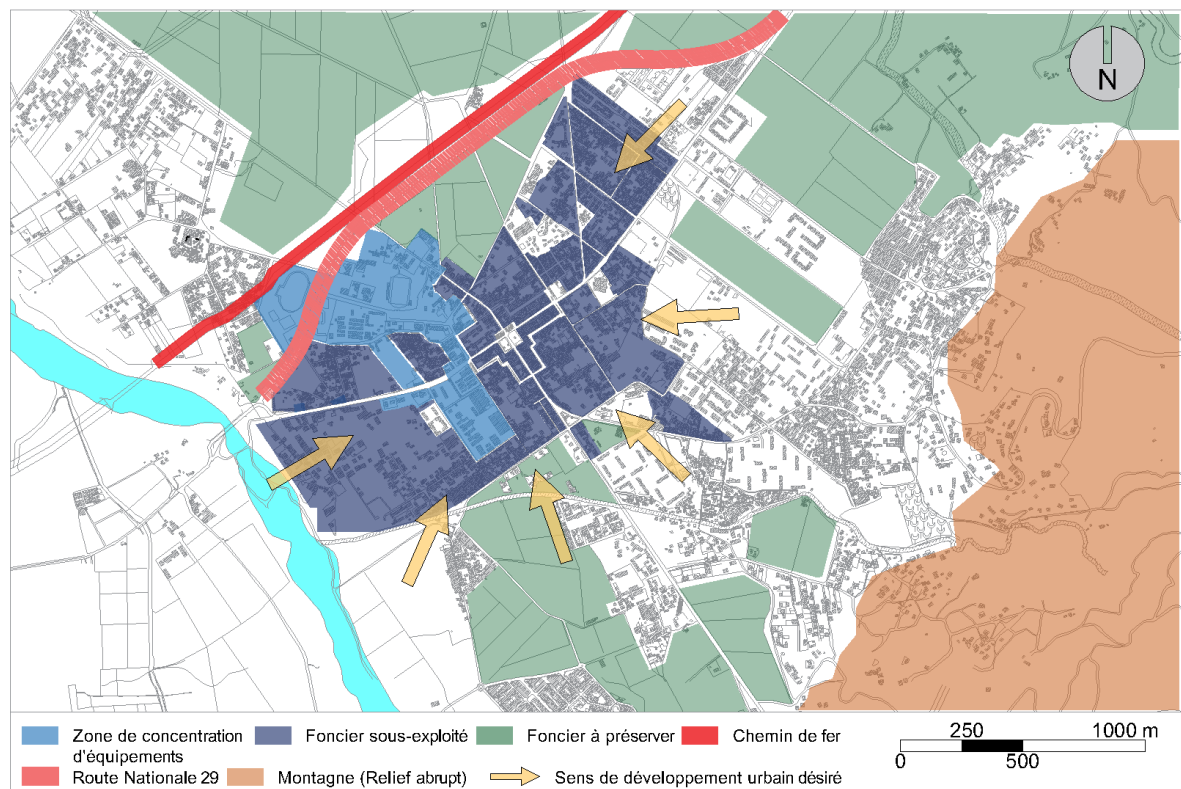 N
Zone de concentration
d'équipements
Foncier sous-exploité
Foncier à préserver
Chemin de fer
250 1000 m
0 500
Route Nationale 29
Montagne (Relief abrupt)
Sens de développement urbain désiré